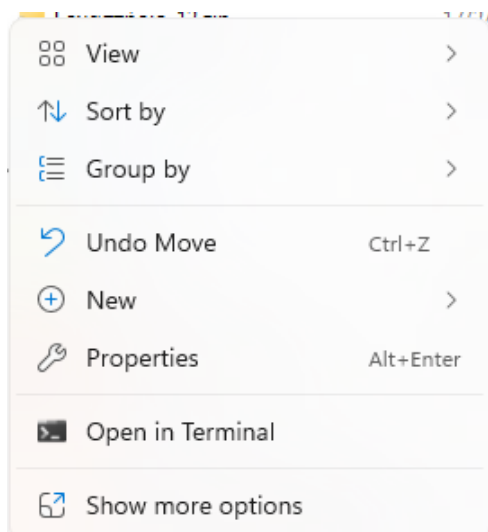 View
Sort by
Group by
Undo Move Ctrl+Z
New
Properties Alt+Enter
Open in Terminal
Show more options